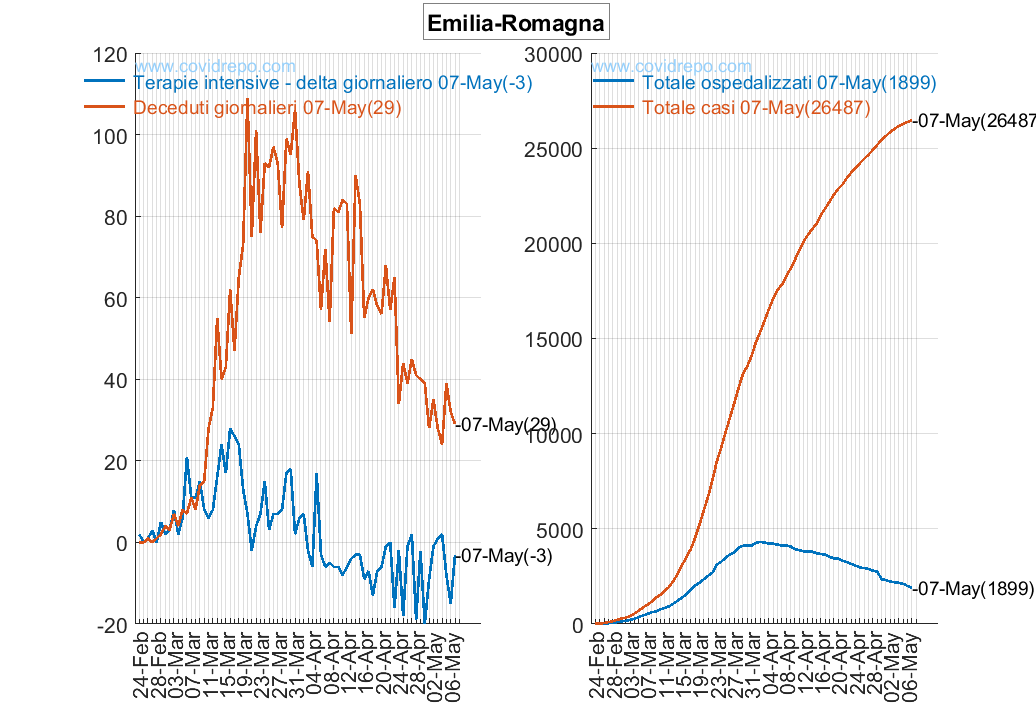 Emilia-Romagna
www.covidrepo.com
Terapie intensive - delta giornaliero 07-May(-3)
Deceduti giornalieri 07-May(29)
120
100
80
60
40
20
0
-20
-07-May(29)
-07-May(-3)
24-Feb
28-Feb
03-Mar
07-Mar
11-Mar
15-Mar
19-Mar
23-Mar
27-Mar
31-Mar
04-Apr
08-Apr
12-Apr
16-Apr
20-Apr
24-Apr
28-Apr
02-May
06-May
www.covidrepo.com
Totale ospedalizzati 07-May(1899)
Totale casi 07-May(26487)
30000
25000
20000
15000
10000
5000
0
-07-May(26487
-07-May(1899)
24-Feb
28-Feb
03-Mar
07-Mar
11-Mar
15-Mar
19-Mar
23-Mar
27-Mar
31-Mar
04-Apr
08-Apr
12-Apr
16-Apr
20-Apr
24-Apr
28-Apr
02-May
06-May